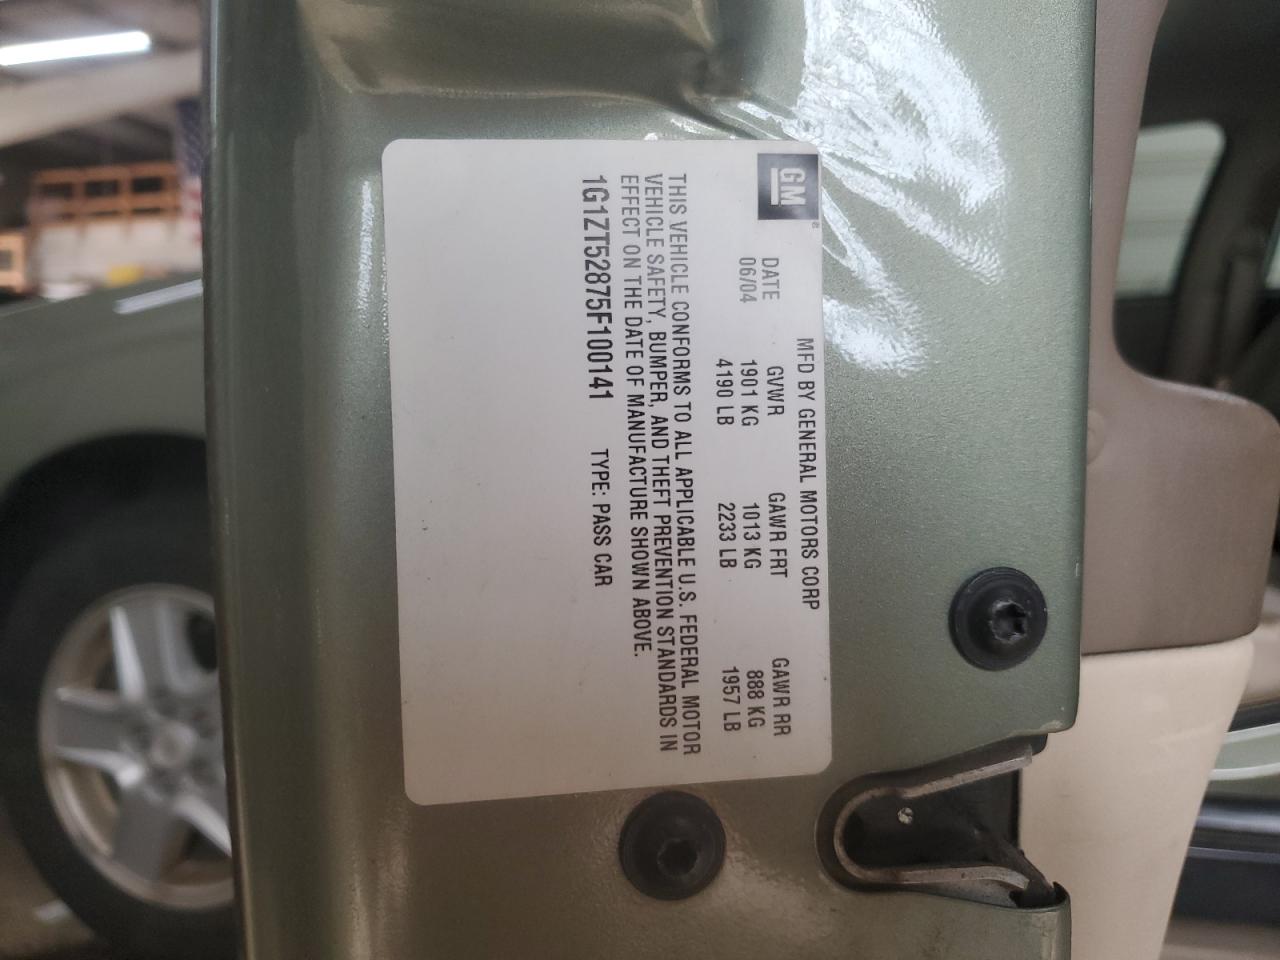 GM®
MFD BY GENERAL MOTORS CORP
DATE GVWR GAWR FRT GAWR RR
06/04 1901 KG 1013 KG 888 KG
4190 LB 2233 LB 1957 LB
THIS VEHICLE CONFORMS TO ALL APPLICABLE U.S. FEDERAL MOTOR
VEHICLE SAFETY, BUMPER, AND THEFT PREVENTION STANDARDS IN
EFFECT ON THE DATE OF MANUFACTURE SHOWN ABOVE.
1G1ZT52875F100141 TYPE: PASS CAR